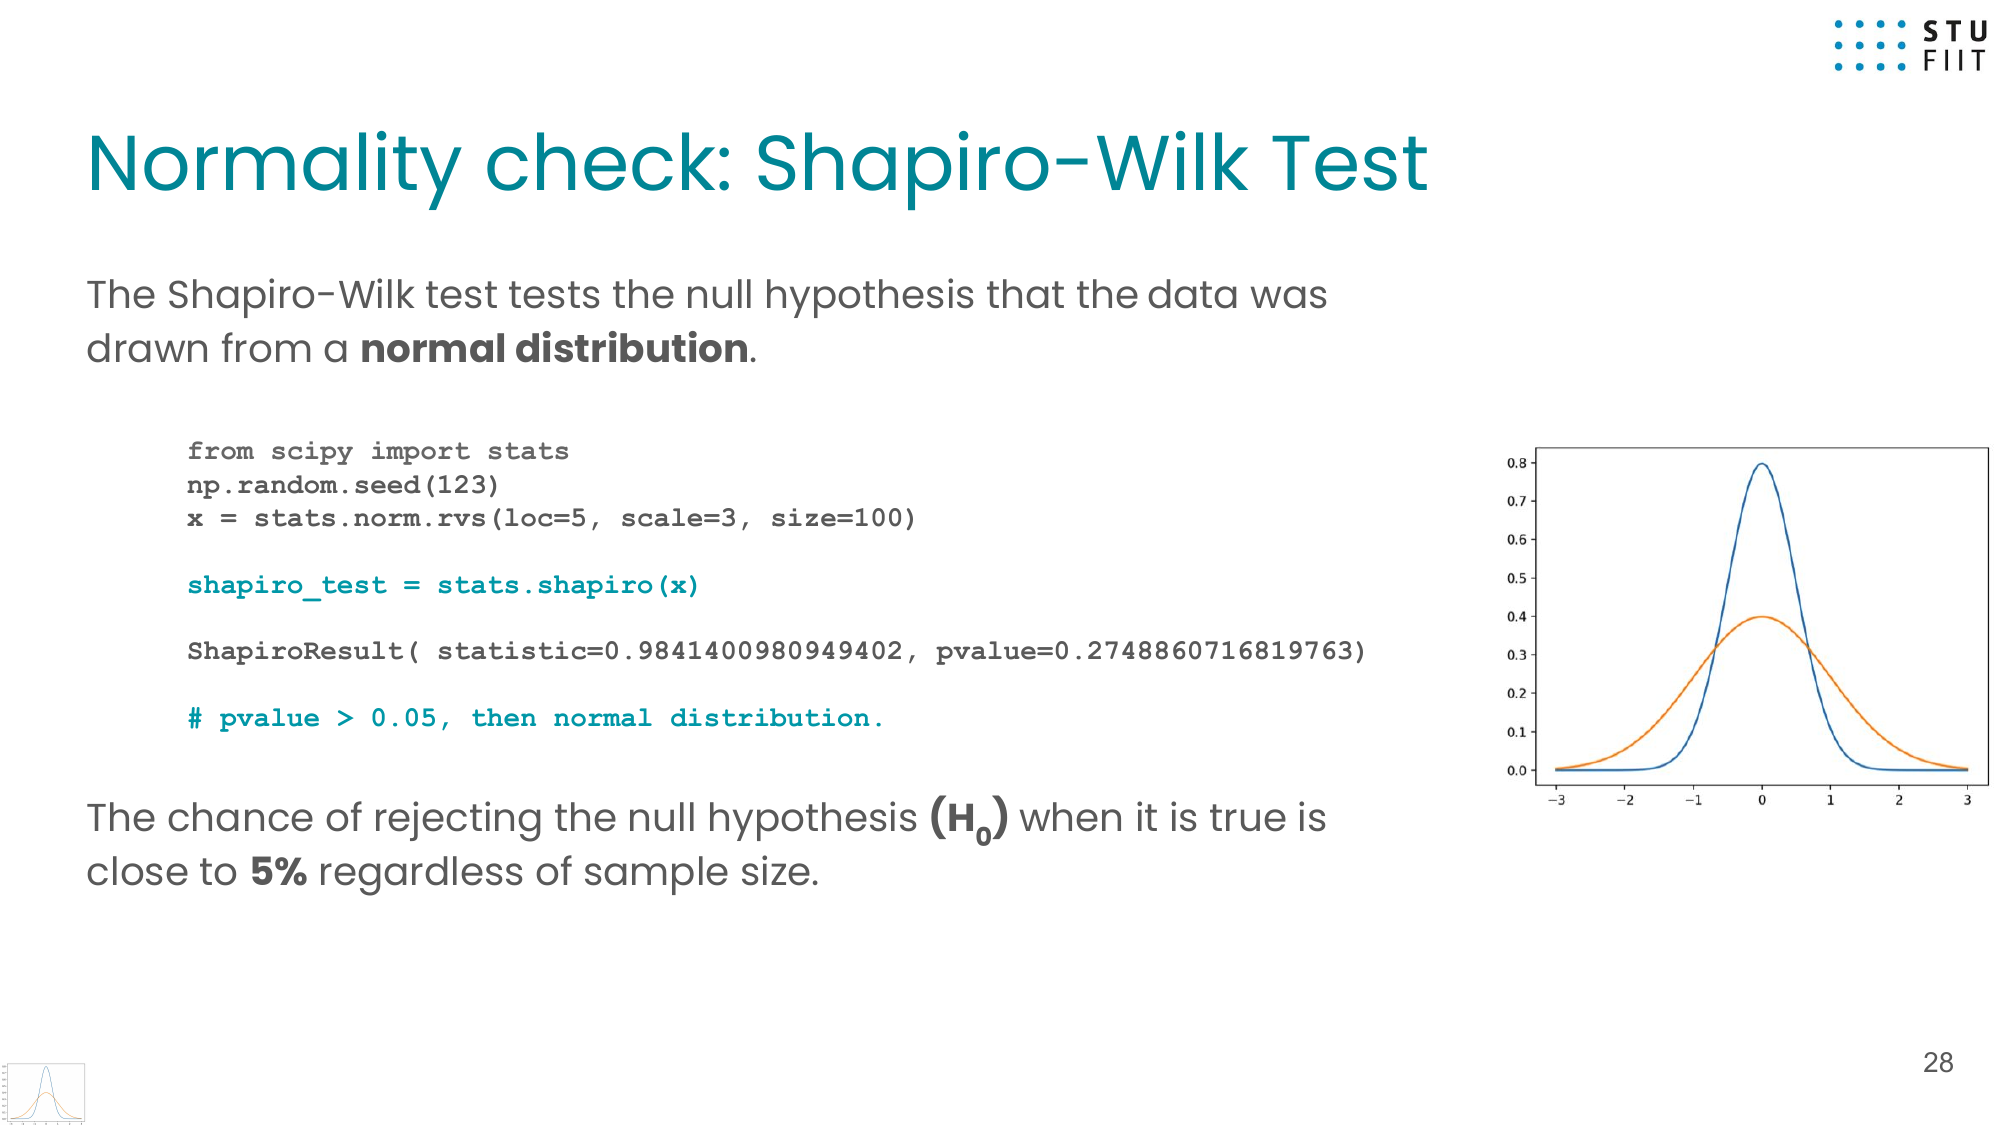 STU
FIIT
Normality check: Shapiro-Wilk Test
The Shapiro-Wilk test tests the null hypothesis that the data was
drawn from a normal distribution.
from scipy import stats
np.random.seed(123)
x = stats.norm.rvs(loc=5, scale=3, size=100)
shapiro_test = stats.shapiro(x)
ShapiroResult( statistic=0.9841400980949402, pvalue=0.2748860716819763)
# pvalue > 0.05, then normal distribution.
0.8
0.7
0.6
0.5
0.4
0.3
0.2
0.1
0.0
−3 −2 −1 0 1 2 3
The chance of rejecting the null hypothesis (H0) when it is true is
close to 5% regardless of sample size.
28